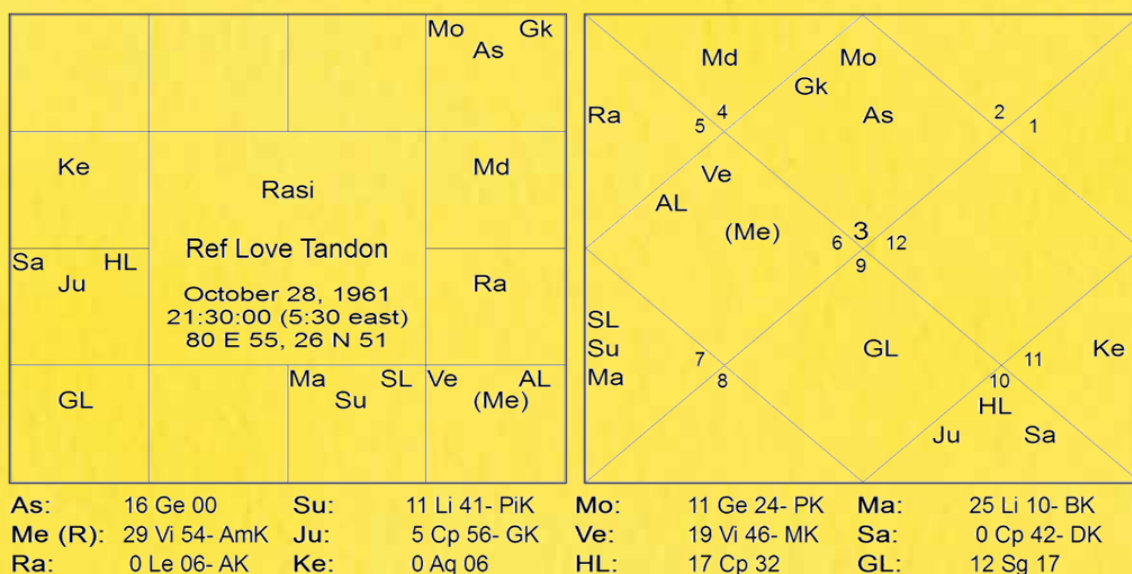 Mo Gk
As
Ke
Rasi
Md
Ref Love Tandon
Sa HL
Ju
Ra
October 28, 1961
21:30:00 (5:30 east)
80 E 55, 26 N 51
GL
Ma SL
Su
Ve AL
(Me)
Md Mo
Gk
Ra As
4 2
5 1
Ve
AL
(Me)
3
6 12
9
SL
Su
Ma
7
8
GL
11
10
Ke
HL
Ju Sa
As: 16 Ge 00 Su: 11 Li 41- PiK Mo: 11 Ge 24- PK Ma: 25 Li 10- BK
Me (R): 29 Vi 54- AmK Ju: 5 Cp 56- GK Ve: 19 Vi 46- MK Sa: 0 Cp 42- DK
Ra: 0 Le 06- AK Ke: 0 Aq 06 HL: 17 Cp 32 GL: 12 Sg 17